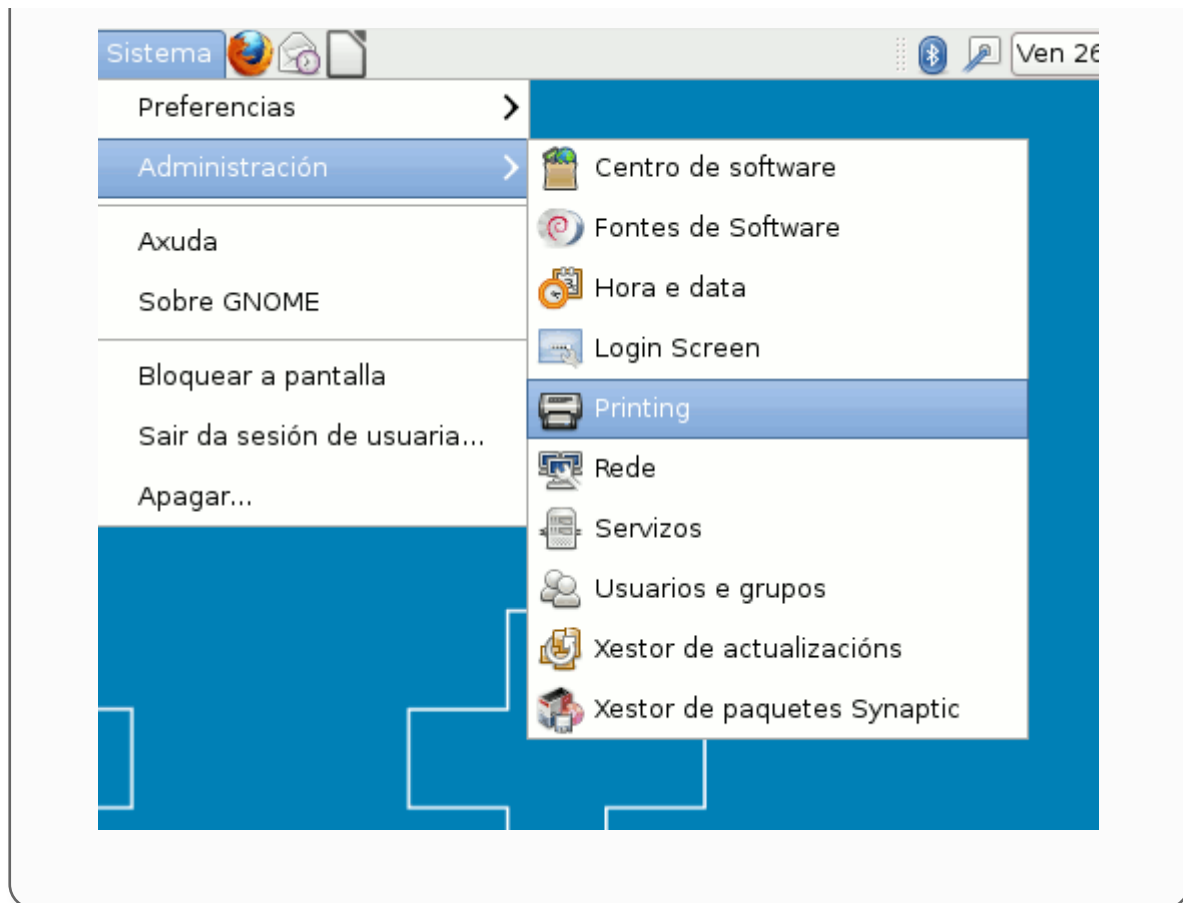 Sistema
Ven 26
Preferencias
Administración
Axuda
Sobre GNOME
Bloquear a pantalla
Sair da sesión de usuaria...
Apagar...
Centro de software
Fontes de Software
Hora e data
Login Screen
Printing
Rede
Servizos
Usuarios e grupos
Xestor de actualizacións
Xestor de paquetes Synaptic